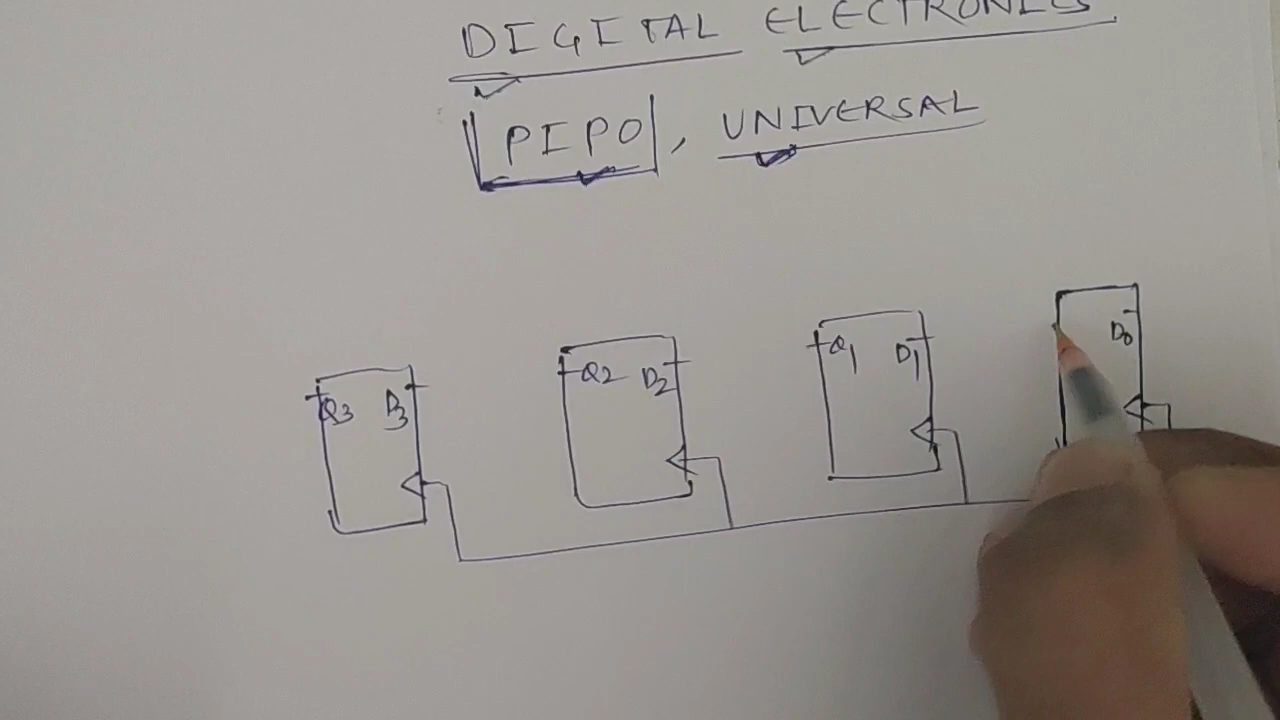 DIGITAL ELECTRONICS
PIPO, UNIVERSAL
Q3 D3 Q2 D2 Q1 D1 D0